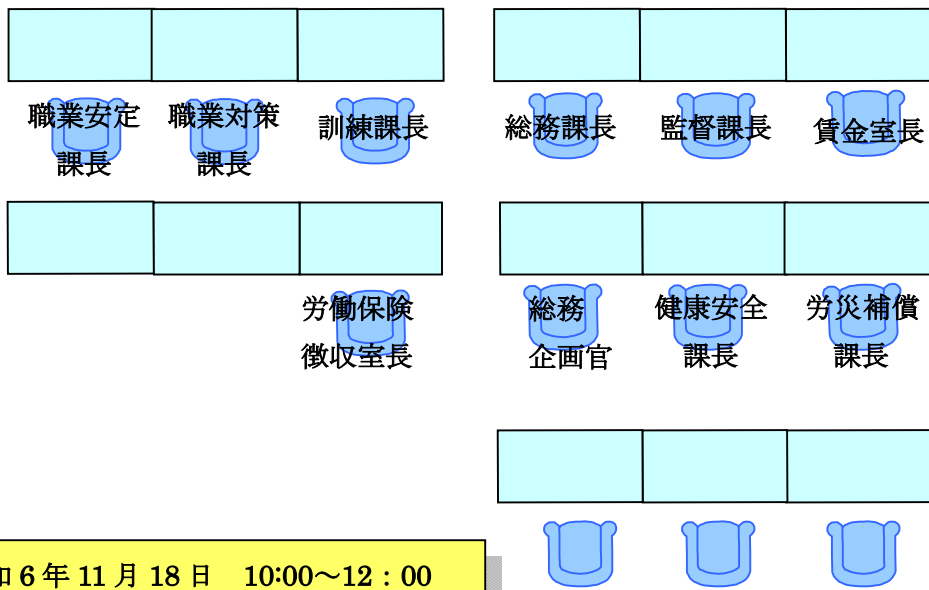 職業安定
課長
職業対策
課長
訓練課長
総務課長
監督課長
賃金室長
労働保険
徴収室長
総務
企画官
健康安全
課長
労災補償
課長
和6年11月18日　10:00～12：00